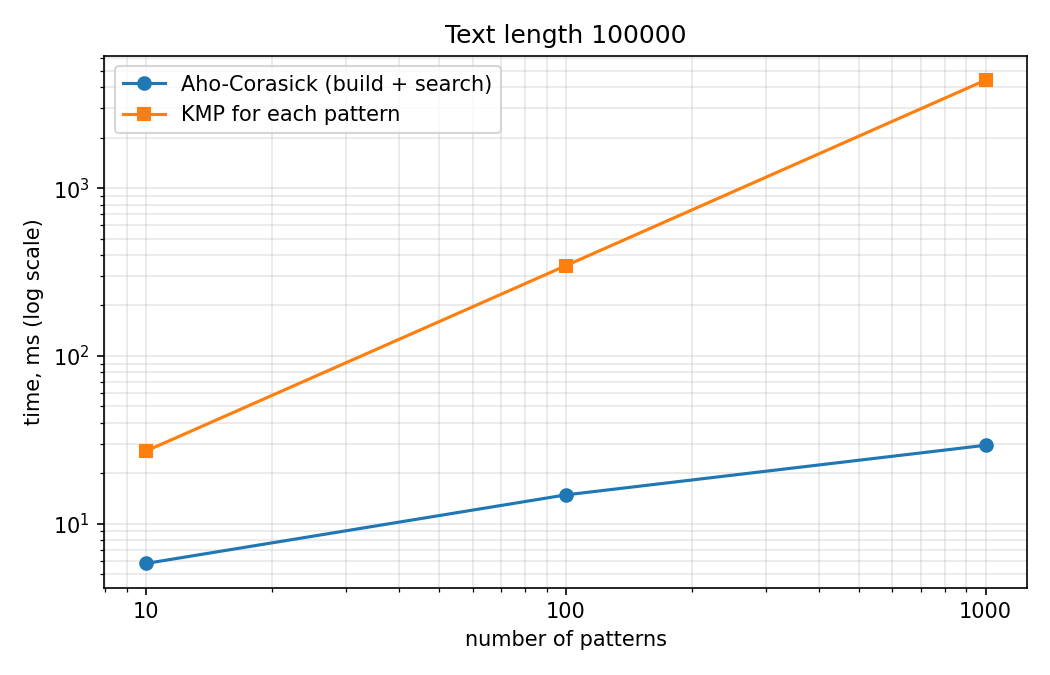 Text length 100000
Aho-Corasick (build + search)
KMP for each pattern
time, ms (log scale)
10³
10²
10¹
10 100 1000
number of patterns